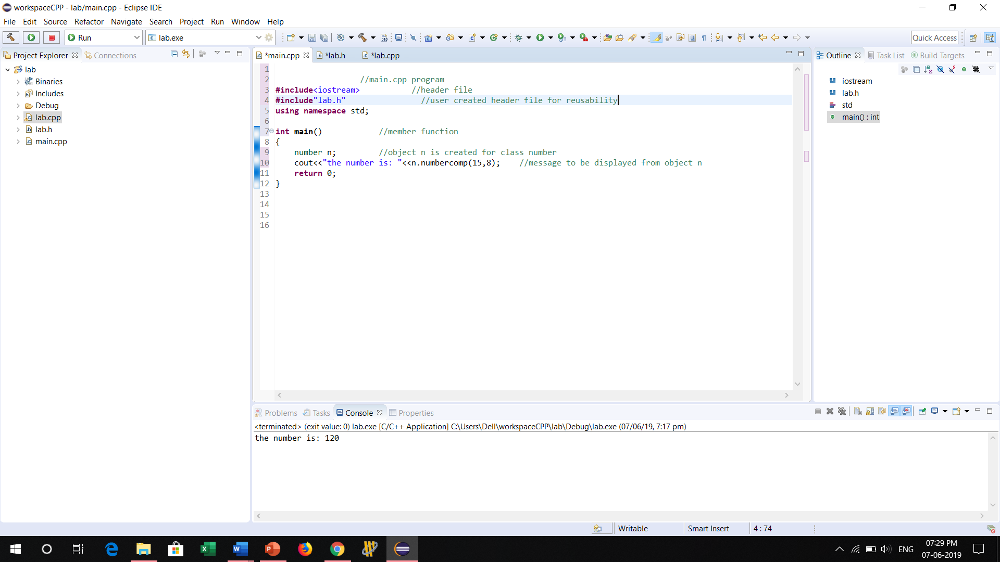 workspaceCPP - lab/main.cpp - Eclipse IDE
File Edit Source Refactor Navigate Search Project Run Window Help
Run lab.exe Quick Access
Project Explorer Connections
lab
Binaries
Includes
Debug
lab.cpp
lab.h
main.cpp
*main.cpp *lab.h *lab.cpp
1
2 //main.cpp program
3 #include<iostream> //header file
4 #include"lab.h" //user created header file for reusability
5 using namespace std;
6
7 int main() //member function
8 {
9 number n; //object n is created for class number
10 cout<<"the number is: "<<n.numbercomp(15,8); //message to be displayed from object n
11 return 0;
12 }
13
14
15
16
Outline Task List Build Targets
iostream
lab.h
std
main() : int
Problems Tasks Console Properties
<terminated> (exit value: 0) lab.exe [C/C++ Application] C:\Users\Dell\workspaceCPP\lab\Debug\lab.exe (07/06/19, 7:17 pm)
the number is: 120
Writable Smart Insert 4 : 74
ENG 07:29 PM
07-06-2019